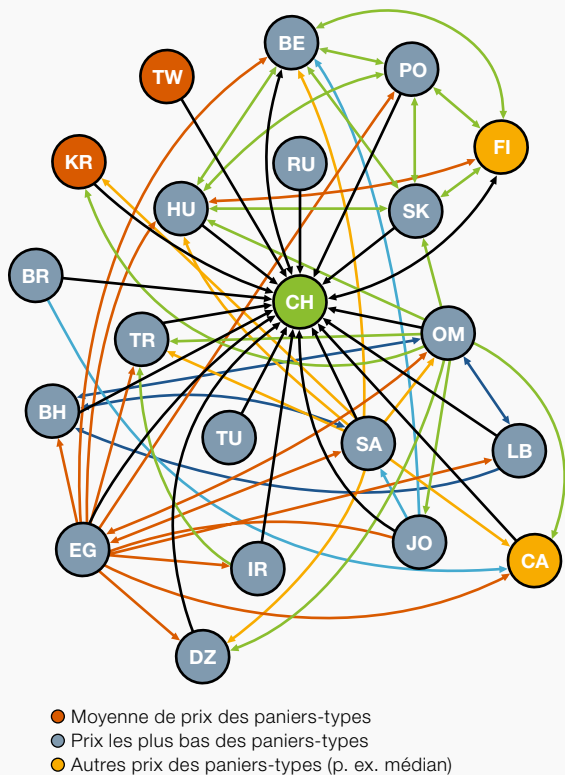 BE
PO
TW
FI
KR
RU
HU
SK
BR
CH
TR
OM
BH
TU
SA
LB
EG
IR
JO
CA
DZ
Moyenne de prix des paniers-types
Prix les plus bas des paniers-types
Autres prix des paniers-types (p. ex. médian)